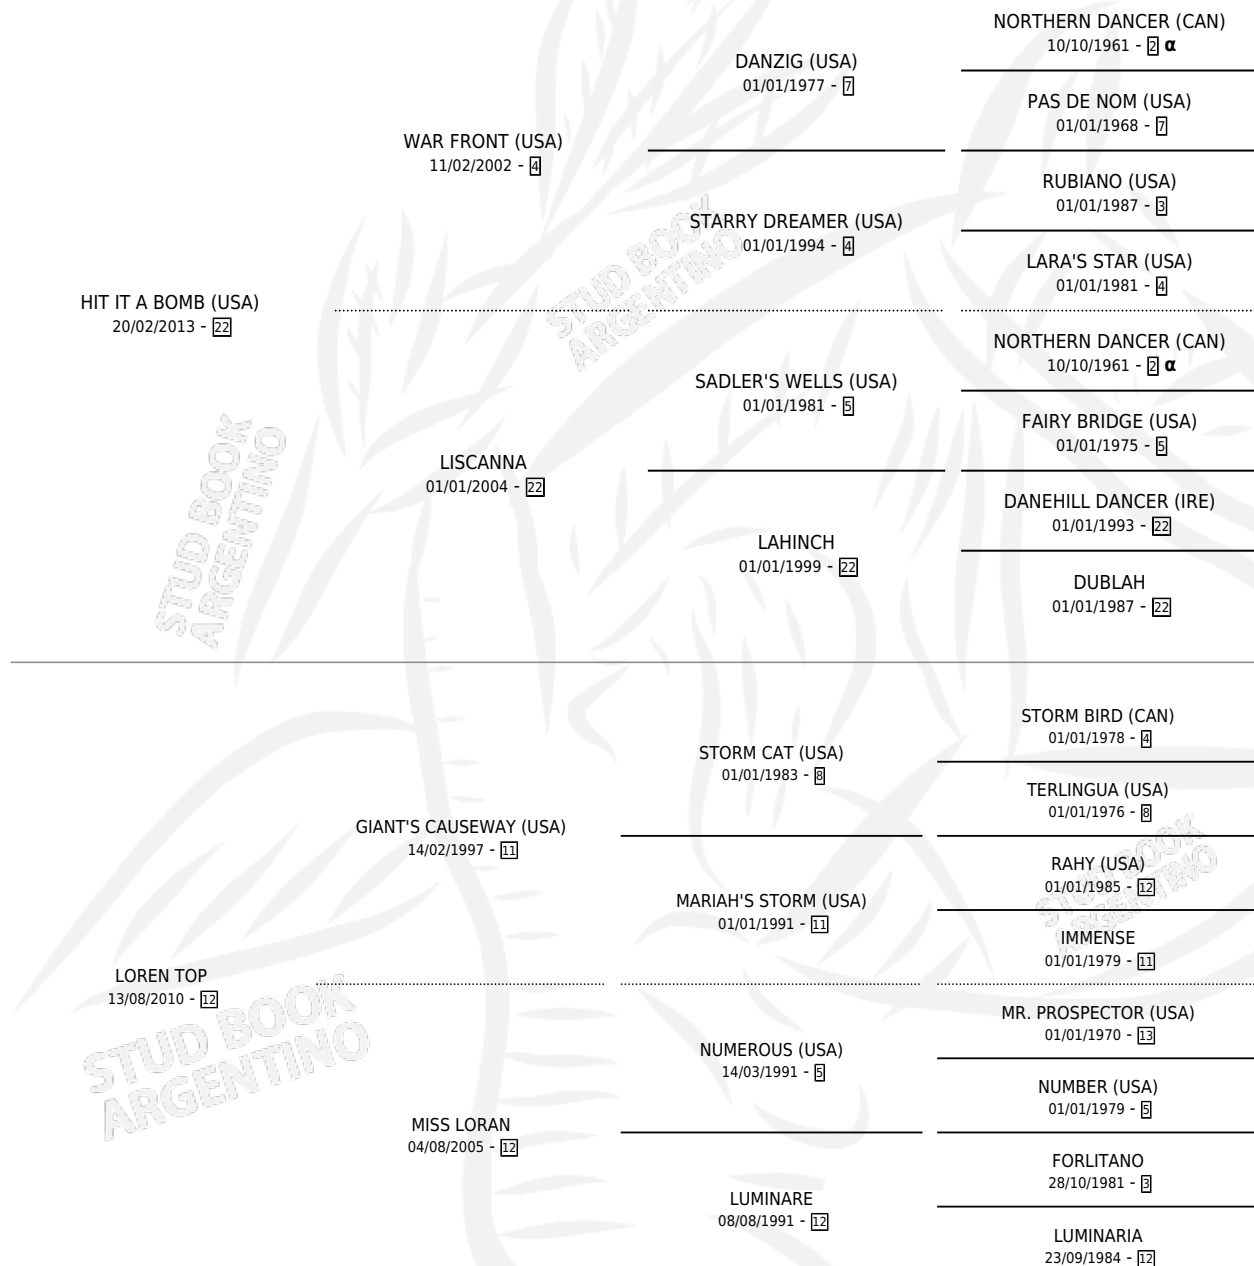 NORTHERN DANCER (CAN)
10/10/1961 - 2 α
DANZIG (USA)
01/01/1977 - 7
PAS DE NOM (USA)
01/01/1968 - 7
WAR FRONT (USA)
11/02/2002 - 4
RUBIANO (USA)
01/01/1987 - 3
STARRY DREAMER (USA)
01/01/1994 - 4
LARA'S STAR (USA)
01/01/1981 - 4
HIT IT A BOMB (USA)
20/02/2013 - 22
NORTHERN DANCER (CAN)
10/10/1961 - 2 α
SADLER'S WELLS (USA)
01/01/1981 - 5
FAIRY BRIDGE (USA)
01/01/1975 - 5
LISCANNA
01/01/2004 - 22
DANEHILL DANCER (IRE)
01/01/1993 - 22
LAHINCH
01/01/1999 - 22
DUBLAH
01/01/1987 - 22
STORM BIRD (CAN)
01/01/1978 - 4
STORM CAT (USA)
01/01/1983 - 8
TERLINGUA (USA)
01/01/1976 - 8
GIANT'S CAUSEWAY (USA)
14/02/1997 - 11
RAHY (USA)
01/01/1985 - 12
MARIAH'S STORM (USA)
01/01/1991 - 11
IMMENSE
01/01/1979 - 11
LOREN TOP
13/08/2010 - 12
MR. PROSPECTOR (USA)
01/01/1970 - 13
NUMEROUS (USA)
14/03/1991 - 5
NUMBER (USA)
01/01/1979 - 5
MISS LORAN
04/08/2005 - 12
FORLITANO
28/10/1981 - 3
LUMINARE
08/08/1991 - 12
LUMINARIA
23/09/1984 - 12
STUD BOOK
ARGENTINO
STUD BOOK
ARGENTINO
STUD BOOK
ARGENTINO
STUD BOOK
ARGENTINO